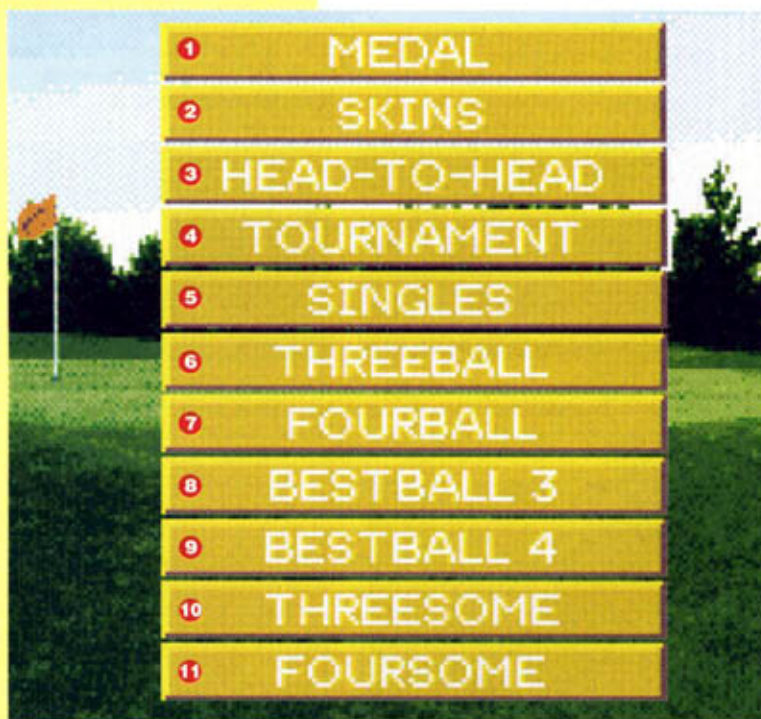 1 MEDAL
2 SKINS
3 HEAD-TO-HEAD
4 TOURNAMENT
5 SINGLES
6 THREEBALL
7 FOURBALL
8 BESTBALL 3
9 BESTBALL 4
10 THREESOME
11 FOURSOME